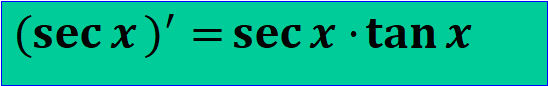 (sec x)′ = sec x · tan x